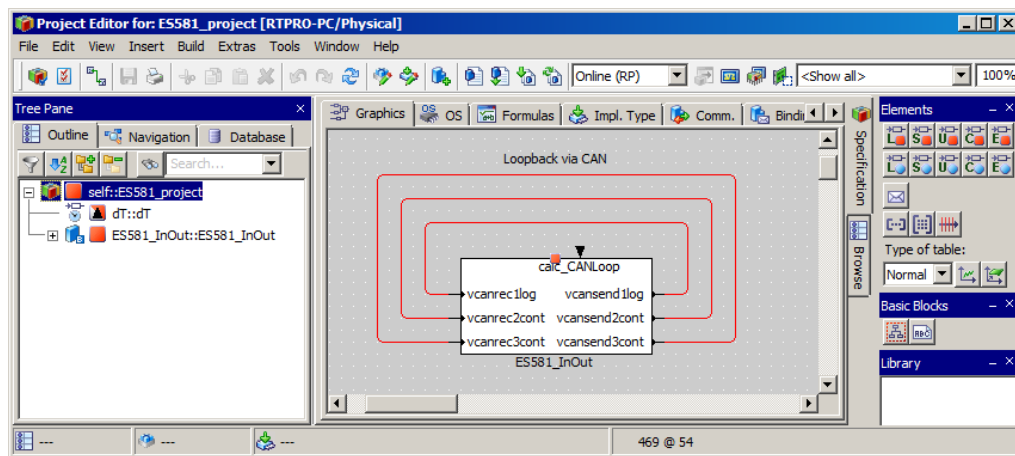 Project Editor for: ES581_project [RTPRO-PC/Physical]
File Edit View Insert Build Extras Tools Window Help
Online (RP) <Show all> 100%
Tree Pane
Outline Navigation Database
Search...
self::ES581_project
dT::dT
ES581_InOut::ES581_InOut
Graphics OS OS Formulas Impl. Type Comm. Bindi
Loopback via CAN
calc_CANLoop
vcanrec1log vcansend1log
vcanrec2cont vcansend2cont
vcanrec3cont vcansend3cont
ES581_InOut
Specification
Browse
Elements
L S U C E
L S U C E
Type of table:
Normal
Basic Blocks
ABC
Library
--- --- --- 469 @ 54